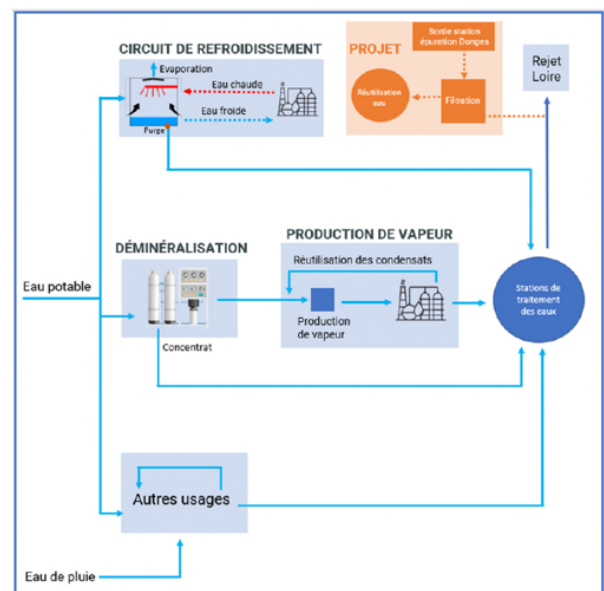 CIRCUIT DE REFROIDISSEMENT
Evaporation
Eau chaude
Eau froide
Purge
PROJET
Sortie station
épuration Donges
Réutilisation
eau
Filtration
Rejet
Loire
DÉMINÉRALISATION
Concentrat
PRODUCTION DE VAPEUR
Réutilisation des condensats
Production
de vapeur
Stations de
traitement
des eaux
Eau potable
Autres usages
Eau de pluie